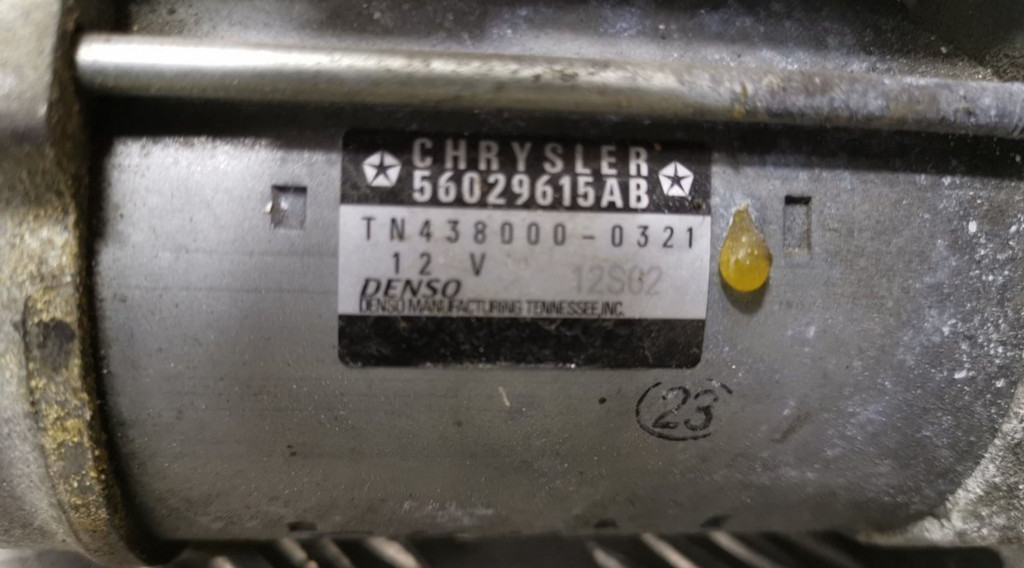 CHRYSLER
56029615AB
TN438000-0321
12 V
12S02
DENSO
DENSO MANUFACTURING TENNESSEE, INC.
23